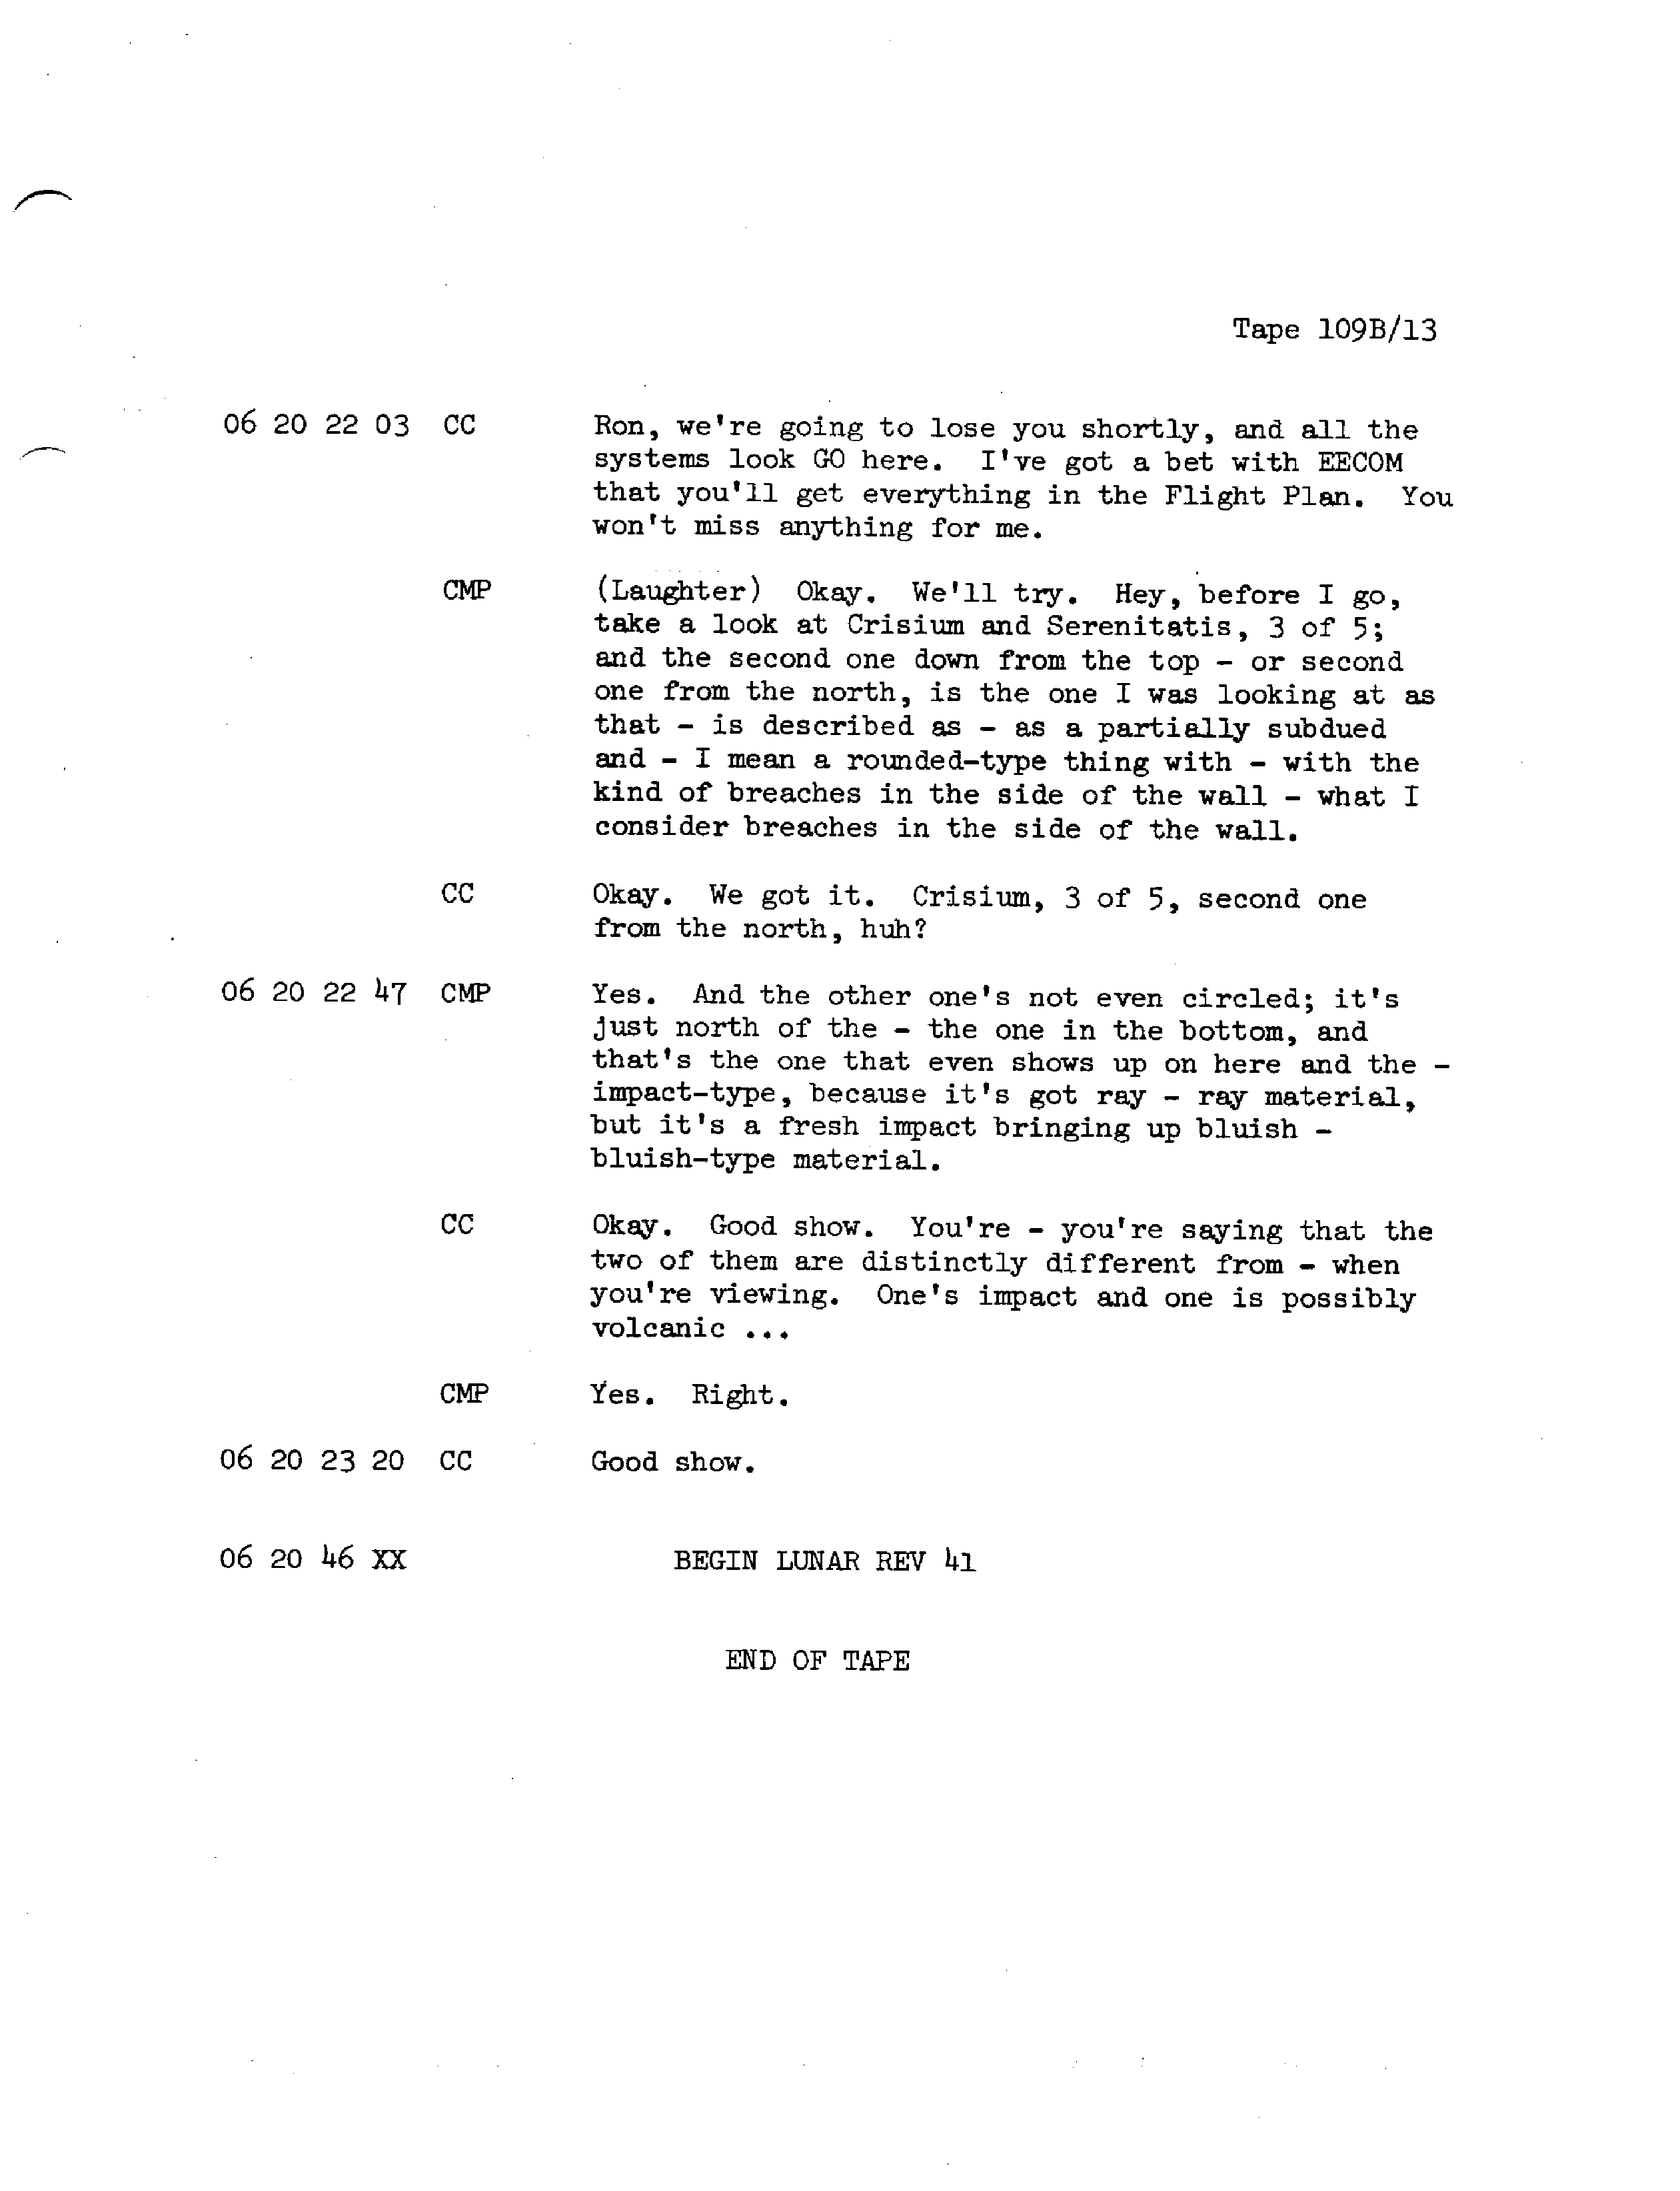 Tape 109B/13
06 20 22 03 CC Ron, we're going to lose you shortly, and all the
systems look GO here. I've got a bet with EECOM
that you'll get everything in the Flight Plan. You
won't miss anything for me.
CMP (Laughter) Okay. We'll try. Hey, before I go,
take a look at Crisium and Serenitatis, 3 of 5;
and the second one down from the top - or second
one from the north, is the one I was looking at as
that - is described as - as a partially subdued
and - I mean a rounded-type thing with - with the
kind of breaches in the side of the wall - what I
consider breaches in the side of the wall.
CC Okay. We got it. Crisium, 3 of 5, second one
from the north, huh?
06 20 22 47 CMP Yes. And the other one's not even circled; it's
just north of the - the one in the bottom, and
that's the one that even shows up on here and the -
impact-type, because it's got ray - ray material,
but it's a fresh impact bringing up bluish -
bluish-type material.
CC Okay. Good show. You're - you're saying that the
two of them are distinctly different from - when
you're viewing. One's impact and one is possibly
volcanic ...
CMP Yes. Right.
06 20 23 20 CC Good show.
06 20 46 XX BEGIN LUNAR REV 41
END OF TAPE